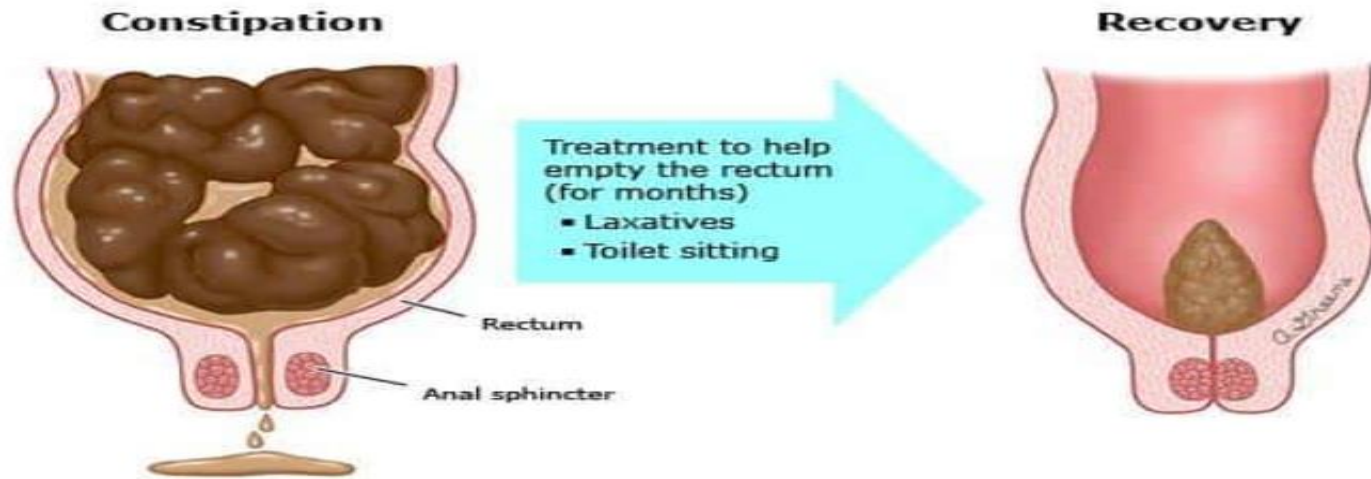 Constipation
Recovery
Treatment to help
empty the rectum
(for months)
▪ Laxatives
▪ Toilet sitting
Rectum
Anal sphincter